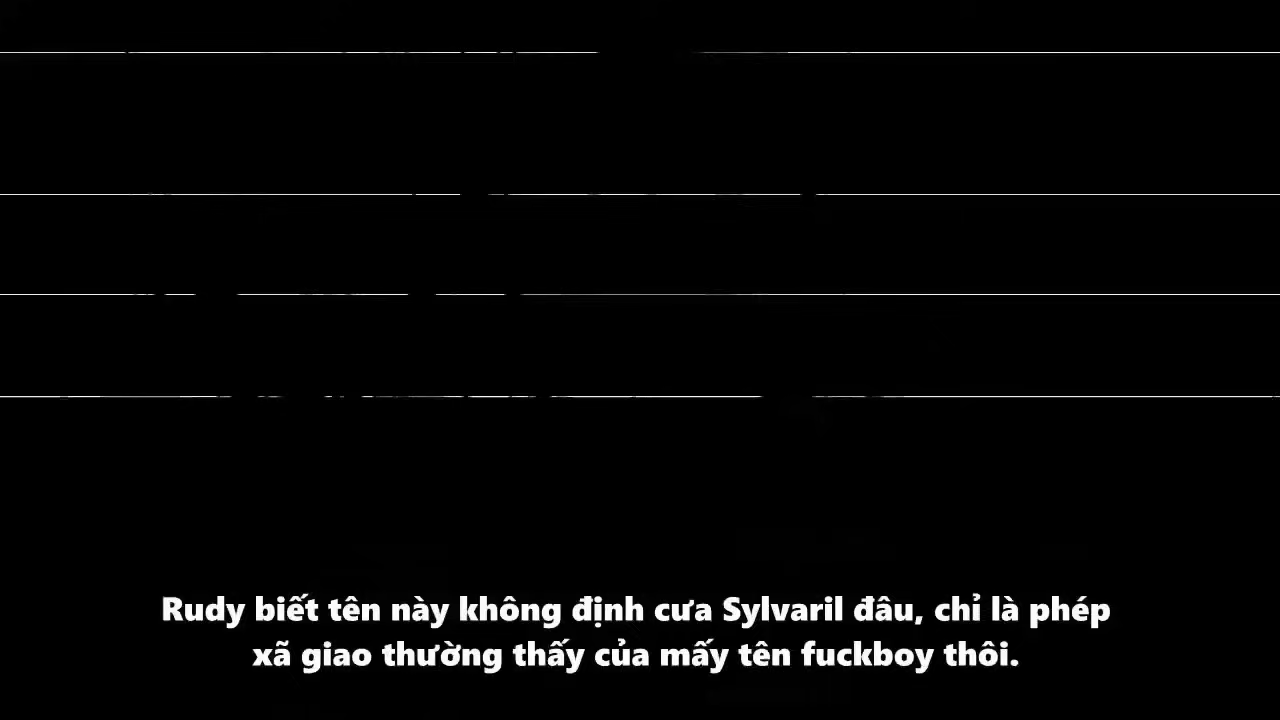 Rudy biết tên này không định cưa Sylvaril đâu, chỉ là phép
xã giao thường thấy của mấy tên fuckboy thôi.